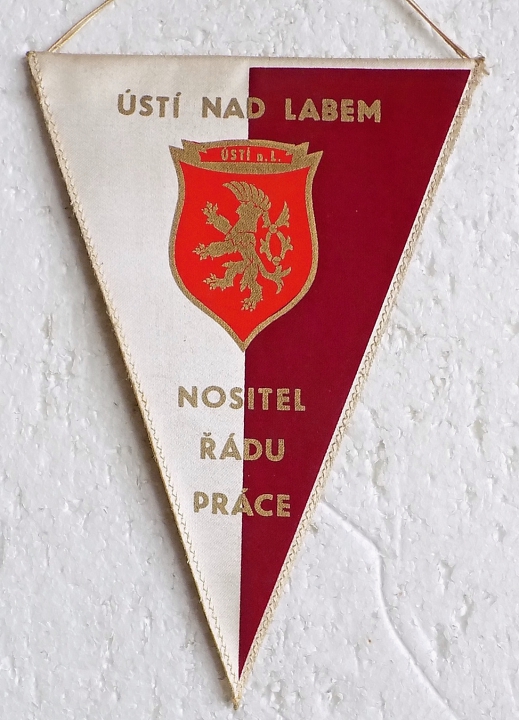 ÚSTÍ NAD LABEM
ÚSTÍ n.L.
NOSITEL
ŘÁDU
PRÁCE